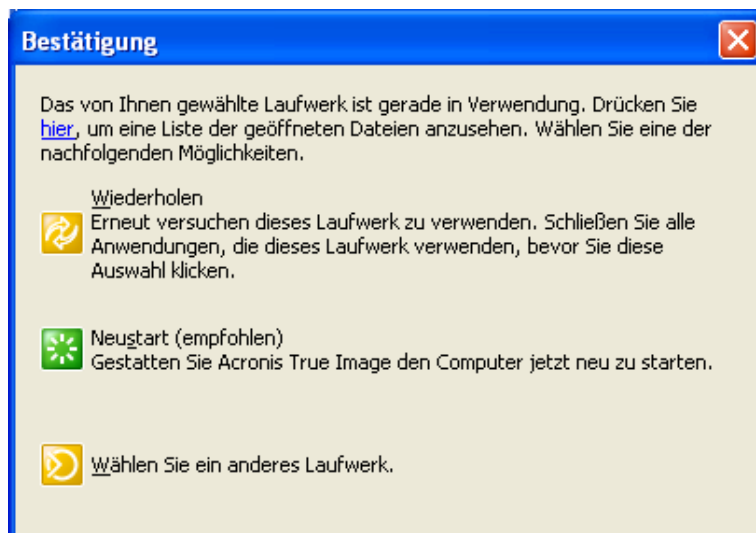 Bestätigung
Das von Ihnen gewählte Laufwerk ist gerade in Verwendung. Drücken Sie
hier, um eine Liste der geöffneten Dateien anzusehen. Wählen Sie eine der
nachfolgenden Möglichkeiten.
Wiederholen
Erneut versuchen dieses Laufwerk zu verwenden. Schließen Sie alle
Anwendungen, die dieses Laufwerk verwenden, bevor Sie diese
Auswahl klicken.
Neustart (empfohlen)
Gestatten Sie Acronis True Image den Computer jetzt neu zu starten.
Wählen Sie ein anderes Laufwerk.